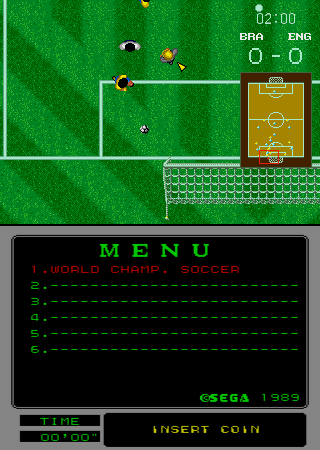 02:00
BRA ENG
0-0
MENU
1.WORLD CHAMP. SOCCER
2.--------------------------
3.--------------------------
4.--------------------------
5.--------------------------
6.--------------------------
©SEGA 1989
TIME
00'00"
INSERT COIN